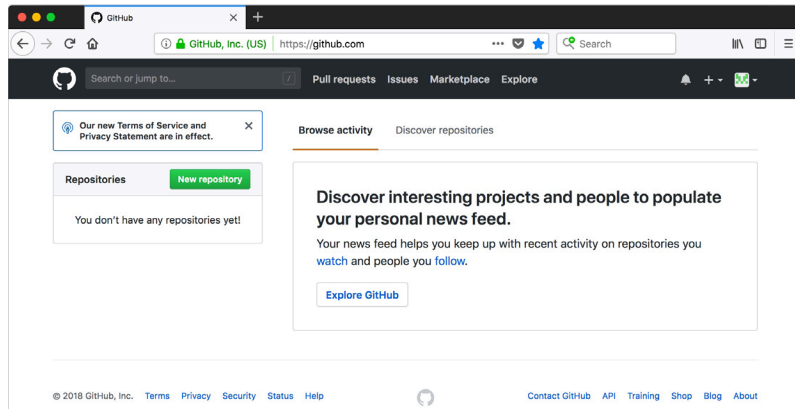 GitHub
GitHub, Inc. (US) https://github.com Search
Search or jump to... / Pull requests Issues Marketplace Explore
Our new Terms of Service and
Privacy Statement are in effect.
Browse activity Discover repositories
Repositories New repository
You don't have any repositories yet!
Discover interesting projects and people to populate
your personal news feed.
Your news feed helps you keep up with recent activity on repositories you
watch and people you follow.
Explore GitHub
© 2018 GitHub, Inc. Terms Privacy Security Status Help Contact GitHub API Training Shop Blog About